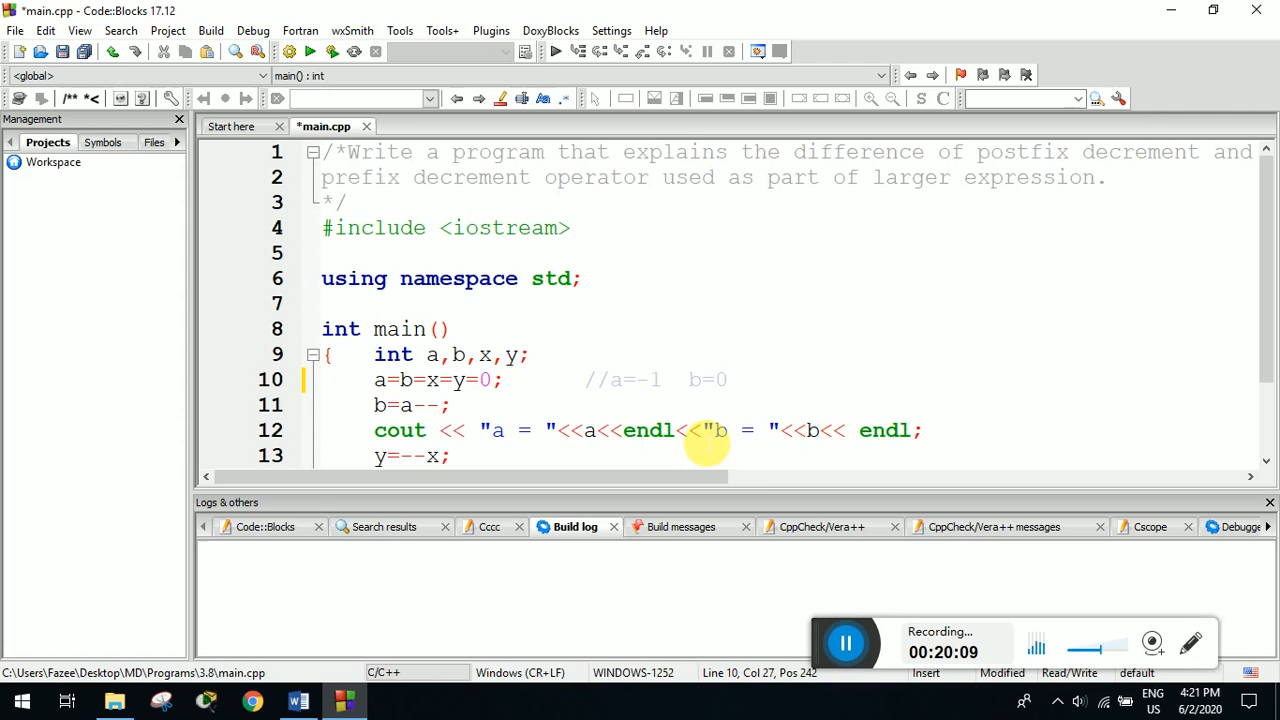 *main.cpp - Code::Blocks 17.12
File Edit View Search Project Build Debug Fortran wxSmith Tools Tools+ Plugins DoxyBlocks Settings Help
<global> main() : int
/** *<
S C
Management
Projects Symbols Files
Workspace
Start here *main.cpp
1 /*Write a program that explains the difference of postfix decrement and
2 prefix decrement operator used as part of larger expression.
3 */
4 #include <iostream>
5
6 using namespace std;
7
8 int main()
9 { int a,b,x,y;
10 a=b=x=y=0; //a=-1 b=0
11 b=a--;
12 cout << "a = "<<a<<endl<<"b = "<<b<< endl;
13 y=--x;
Logs & others
Code::Blocks Search results Cccc Build log Build messages CppCheck/Vera++ CppCheck/Vera++ messages Cscope Debugge
Recording...
00:20:09
C:\Users\Fazee\Desktop\MD\Programs\3.8\main.cpp C/C++ Windows (CR+LF) WINDOWS-1252 Line 10, Col 27, Pos 242 Insert Modified Read/Write default
ENG
US
4:21 PM
6/2/2020